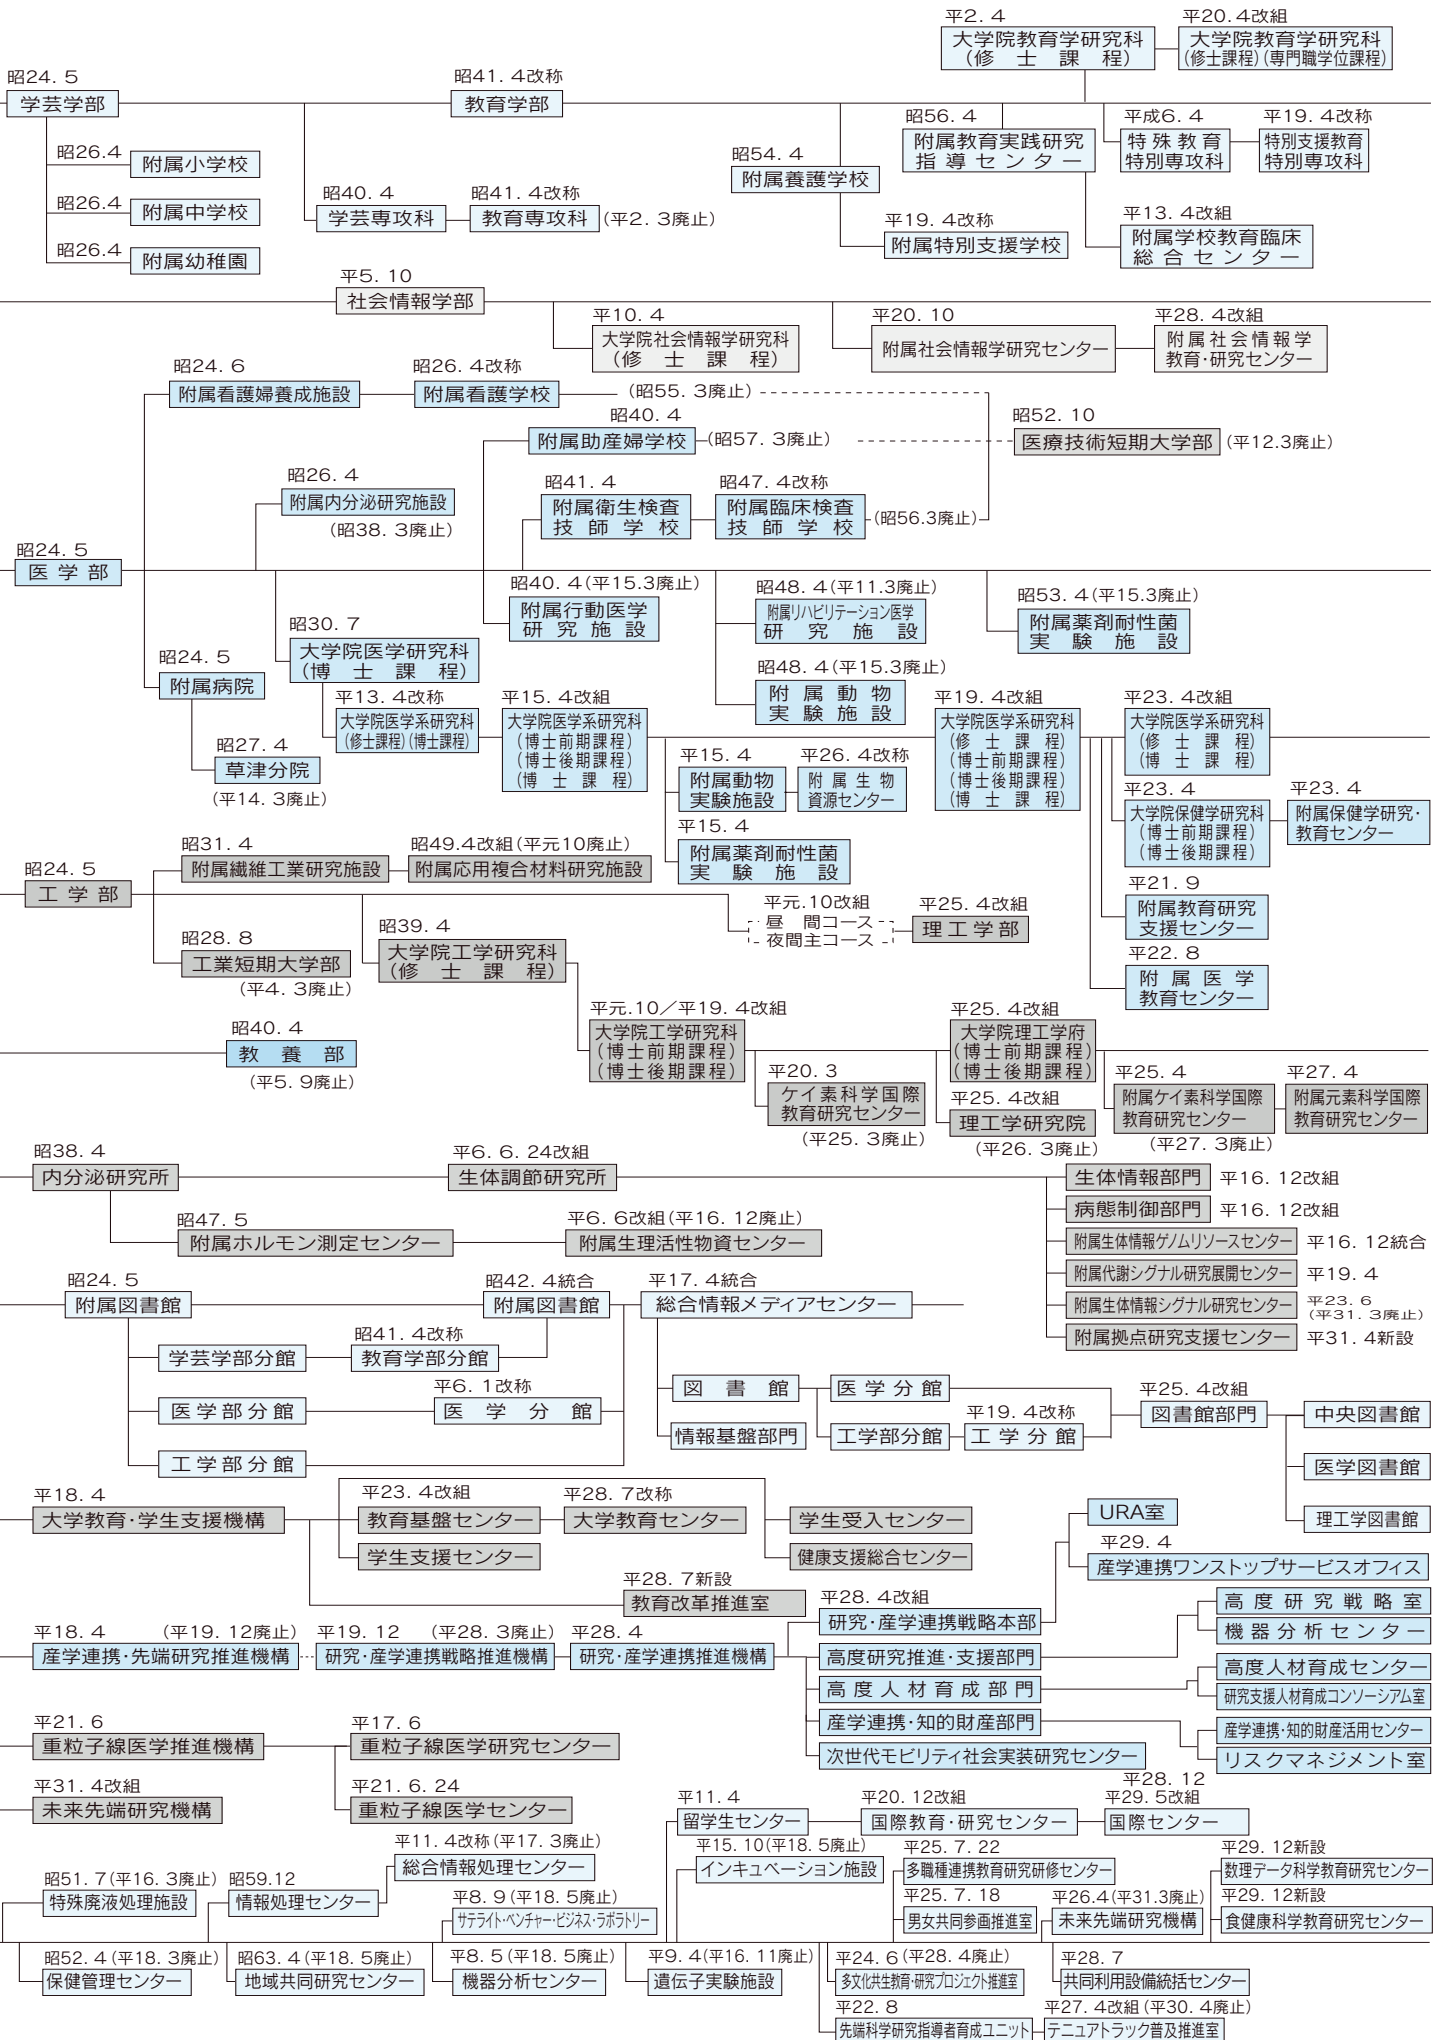 平2. 4
大学院教育学研究科
(修 士 課 程)
平20. 4改組
大学院教育学研究科
(修士課程)(専門職学位課程)
昭24. 5
学芸学部
昭41. 4改称
教育学部
昭26.4
附属小学校
昭26.4
附属中学校
昭26.4
附属幼稚園
昭40. 4
学芸専攻科
昭41. 4改称
教育専攻科
(平2. 3廃止)
昭54. 4
附属養護学校
平19. 4改称
附属特別支援学校
昭56. 4
附属教育実践研究
指導センター
平成6. 4
特殊教育
特別専攻科
平19. 4改称
特別支援教育
特別専攻科
平13. 4改組
附属学校教育臨床
総合センター
平5. 10
社会情報学部
平10. 4
大学院社会情報学研究科
(修 士 課 程)
平20. 10
附属社会情報学研究センター
平28. 4改組
附属社会情報学
教育・研究センター
昭24. 6
附属看護婦養成施設
昭26. 4改称
附属看護学校
(昭55. 3廃止)
昭40. 4
附属助産婦学校
(昭57. 3廃止)
昭52. 10
医療技術短期大学部
(平12.3廃止)
昭26. 4
附属内分泌研究施設
(昭38. 3廃止)
昭41. 4
附属衛生検査
技師学校
昭47. 4改称
附属臨床検査
技師学校
(昭56.3廃止)
昭24. 5
医学部
昭40. 4(平15.3廃止)
附属行動医学
研究施設
昭48. 4(平11.3廃止)
附属リハビリテーション医学
研究施設
昭53. 4(平15.3廃止)
附属薬剤耐性菌
実験施設
昭30. 7
大学院医学研究科
(博 士 課 程)
昭48. 4(平15.3廃止)
附属動物
実験施設
昭24. 5
附属病院
昭27. 4
草津分院
(平14. 3廃止)
平13. 4改称
大学院医学系研究科
(修士課程)(博士課程)
平15. 4改組
大学院医学系研究科
(博士前期課程)
(博士後期課程)
(博 士 課 程)
平15. 4
附属動物
実験施設
平26. 4改称
附属生物
資源センター
平15. 4
附属薬剤耐性菌
実験施設
平19. 4改組
大学院医学系研究科
(修 士 課 程)
(博士前期課程)
(博士後期課程)
(博 士 課 程)
平23. 4改組
大学院医学系研究科
(修 士 課 程)
(博 士 課 程)
平23. 4
大学院保健学研究科
(博士前期課程)
(博士後期課程)
平23. 4
附属保健学研究・
教育センター
平21. 9
附属教育研究
支援センター
平22. 8
附属医学
教育センター
昭24. 5
工学部
昭31. 4
附属繊維工業研究施設
昭49.4改組(平元10廃止)
附属応用複合材料研究施設
昭28. 8
工業短期大学部
(平4. 3廃止)
昭39. 4
大学院工学研究科
(修 士 課 程)
平元.10改組
昼 間コース
夜間主コース
平25. 4改組
理工学部
昭40. 4
教養部
(平5. 9廃止)
平元.10／平19. 4改組
大学院工学研究科
(博士前期課程)
(博士後期課程)
平20. 3
ケイ素科学国際
教育研究センター
(平25. 3廃止)
平25. 4改組
大学院理工学府
(博士前期課程)
(博士後期課程)
平25. 4改組
理工学研究院
(平26. 3廃止)
平25. 4
附属ケイ素科学国際
教育研究センター
(平27. 3廃止)
平27. 4
附属元素科学国際
教育研究センター
昭38. 4
内分泌研究所
平6. 6. 24改組
生体調節研究所
昭47. 5
附属ホルモン測定センター
平6. 6改組(平16. 12廃止)
附属生理活性物資センター
生体情報部門 平16. 12改組
病態制御部門 平16. 12改組
附属生体情報ゲノムリソースセンター 平16. 12統合
附属代謝シグナル研究展開センター 平19. 4
附属生体情報シグナル研究センター 平23. 6
(平31. 3廃止)
附属拠点研究支援センター 平31. 4新設
昭24. 5
附属図書館
昭42. 4統合
附属図書館
平17. 4統合
総合情報メディアセンター
学芸学部分館
昭41. 4改称
教育学部分館
医学部分館
平6. 1改称
医学分館
工学部分館
図書館
医学分館
情報基盤部門
工学部分館
平19. 4改称
工学分館
平25. 4改組
図書館部門
中央図書館
医学図書館
理工学図書館
平18. 4
大学教育・学生支援機構
平23. 4改組
教育基盤センター
平28. 7改称
大学教育センター
学生支援センター
学生受入センター
健康支援総合センター
平28. 7新設
教育改革推進室
URA室
平29. 4
産学連携ワンストップサービスオフィス
平18. 4 (平19. 12廃止)
産学連携・先端研究推進機構
平19. 12 (平28. 3廃止)
研究・産学連携戦略推進機構
平28. 4
研究・産学連携推進機構
平28. 4改組
研究・産学連携戦略本部
高度研究推進・支援部門
高度人材育成部門
産学連携・知的財産部門
次世代モビリティ社会実装研究センター
高度研究戦略室
機器分析センター
高度人材育成センター
研究支援人材育成コンソーシアム室
産学連携・知的財産活用センター
リスクマネジメント室
平21. 6
重粒子線医学推進機構
平17. 6
重粒子線医学研究センター
平21. 6. 24
重粒子線医学センター
平31. 4改組
未来先端研究機構
平11. 4
留学生センター
平20. 12改組
国際教育・研究センター
平28. 12
平29. 5改組
国際センター
昭51. 7(平16. 3廃止)
特殊廃液処理施設
昭59.12
情報処理センター
平11. 4改称(平17. 3廃止)
総合情報処理センター
平8. 9(平18. 5廃止)
サテライト・ベンチャー・ビジネス・ラボラトリー
平15. 10(平18. 5廃止)
インキュベーション施設
平25. 7. 22
多職種連携教育研究研修センター
平25. 7. 18
男女共同参画推進室
平26.4(平31.3廃止)
未来先端研究機構
平29. 12新設
数理データ科学教育研究センター
平29. 12新設
食健康科学教育研究センター
昭52. 4(平18. 3廃止)
保健管理センター
昭63. 4(平18. 5廃止)
地域共同研究センター
平8. 5(平18. 5廃止)
機器分析センター
平9. 4(平16. 11廃止)
遺伝子実験施設
平24. 6(平28. 4廃止)
多文化共生教育・研究プロジェクト推進室
平28. 7
共同利用設備統括センター
平22. 8
先端科学研究指導者育成ユニット
平27. 4改組(平30. 4廃止)
テニュアトラック普及推進室